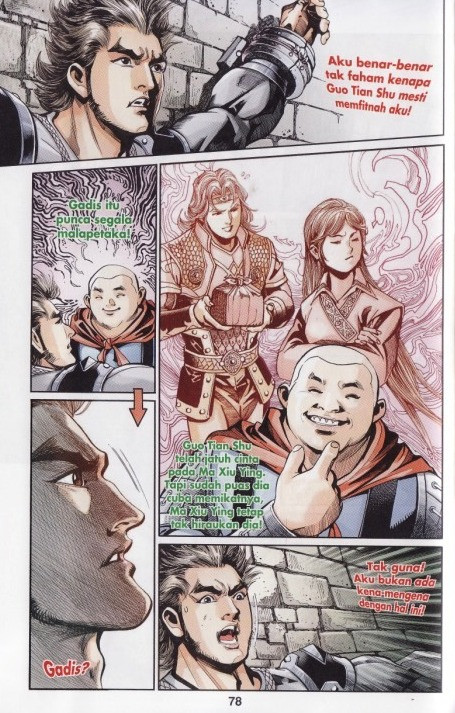 Aku benar-benar
tak faham kenapa
Guo Tian Shu mesti
memfitnah aku!
Gadis itu
punca segala
malapetaka!
Guo Tian Shu
telah jatuh cinta
pada Ma Xiu Ying.
Tapi sudah puas dia
cuba memikatnya,
Ma Xiu Ying tetap
tak hiraukan dia!
Gadis?
Tak guna!
Aku bukan ada
kena-mengena
dengan hal ini!
78